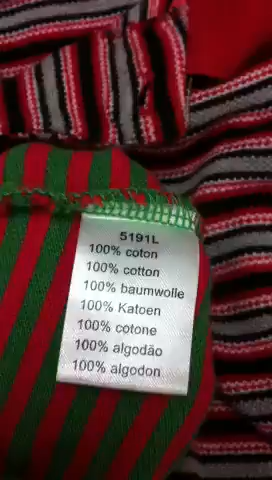 5191L
100% coton
100% cotton
100% baumwolle
100% Katoen
100% cotone
100% algodão
100% algodon